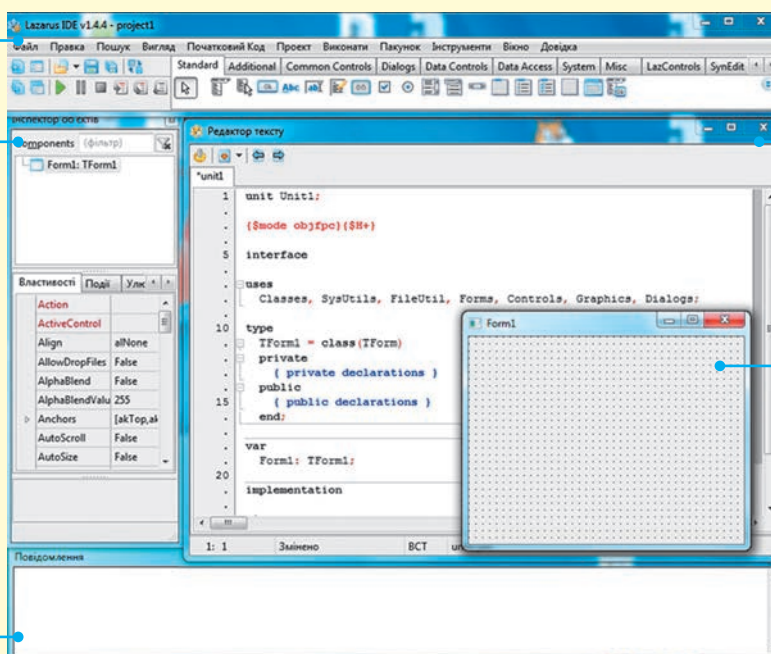 Lazarus IDE v1.4.4 - project1
Файл Правка Пошук Вигляд Початковий Код Проект Виконати Пакунок Інструменти Вікно Довідка
Standard Additional Common Controls Dialogs Data Controls Data Access System Misc LazControls SynEdit
Abc
Інспектор об'єктів
Components (фільтр)
Form1: TForm1
Властивості Події
Action
ActiveControl
Align alNone
AllowDropFiles False
AlphaBlend False
AlphaBlendValu 255
Anchors [akTop,ak
AutoScroll False
AutoSize False
Редактор тексту
*unit1
1 unit Unit1;
{$mode objfpc}{$H+}
5 interface
uses
Classes, SysUtils, FileUtil, Forms, Controls, Graphics, Dialogs;
10 type
TForm1 = class(TForm)
private
{ private declarations }
public
15 { public declarations }
end;
var
Form1: TForm1;
20
implementation
1: 1 Змінено ВСТ
Form1
Повідомлення